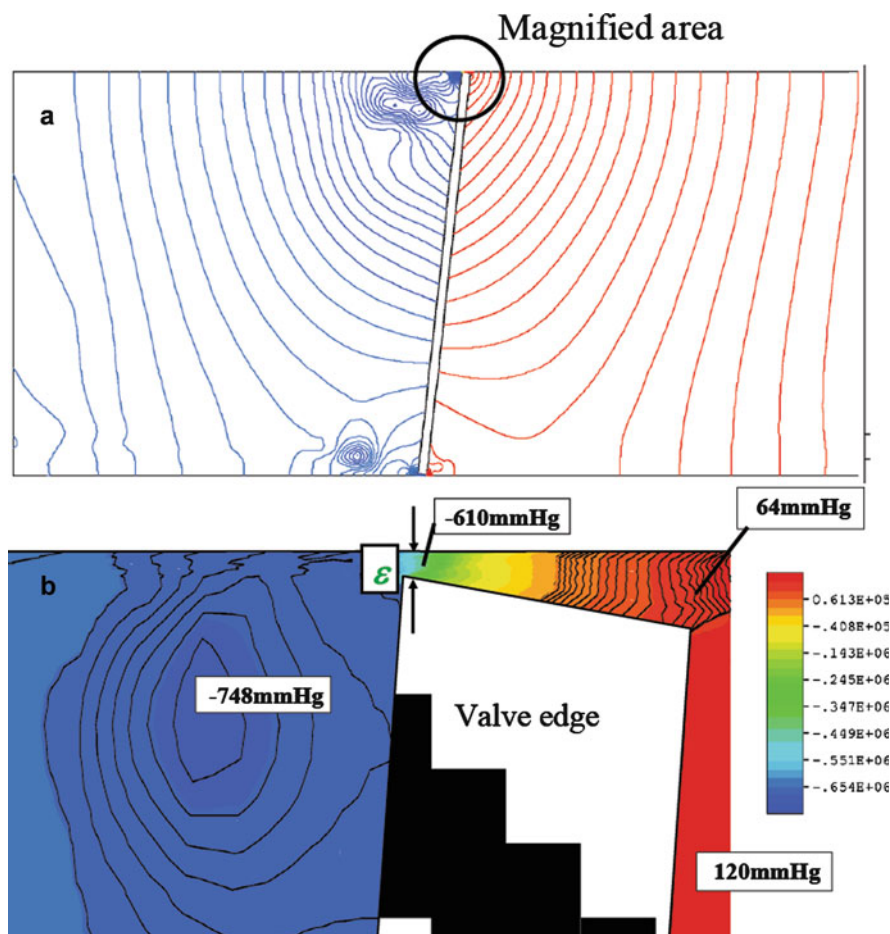 Magnified area
a
-610mmHg
64mmHg
ε
b
-748mmHg
Valve edge
120mmHg
0.613E+05
-.408E+05
-.143E+06
-.245E+06
-.347E+06
-.449E+06
-.551E+06
-.654E+06